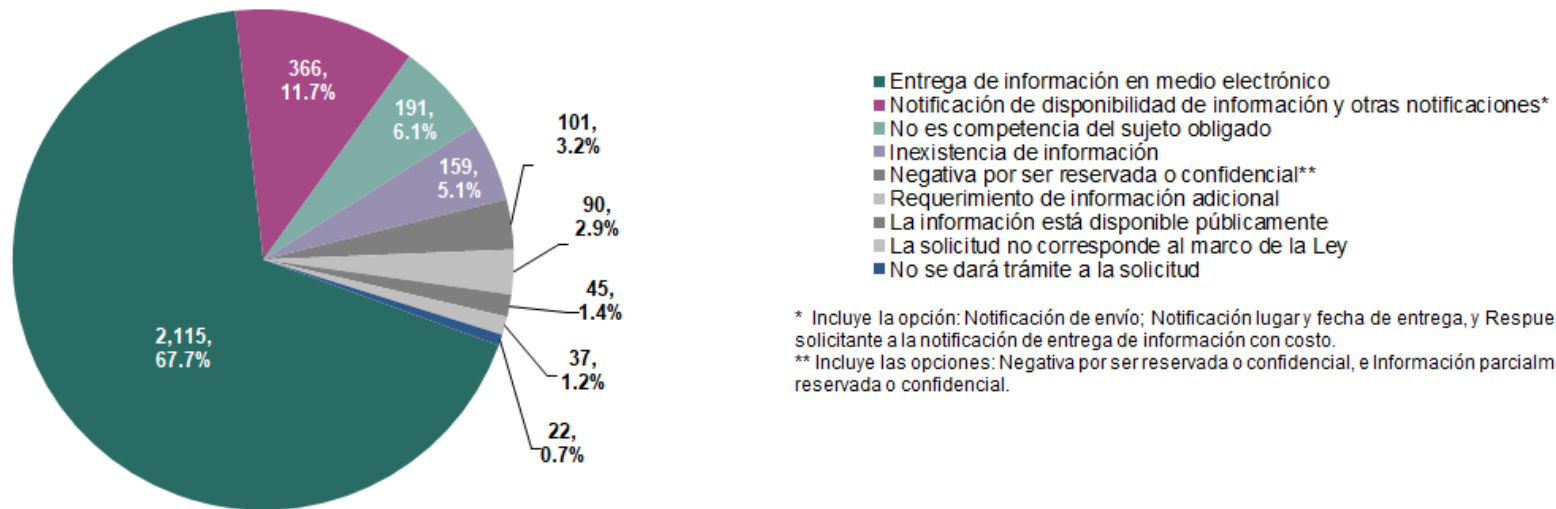 366,
11.7%
191,
6.1%
159,
5.1%
101,
3.2%
90,
2.9%
45,
1.4%
37,
1.2%
22,
0.7%
2,115,
67.7%
Entrega de información en medio electrónico
Notificación de disponibilidad de información y otras notificaciones*
No es competencia del sujeto obligado
Inexistencia de información
Negativa por ser reservada o confidencial**
Requerimiento de información adicional
La información está disponible públicamente
La solicitud no corresponde al marco de la Ley
No se dará trámite a la solicitud
* Incluye la opción: Notificación de envío; Notificación lugar y fecha de entrega, y Respue
solicitante a la notificación de entrega de información con costo.
** Incluye las opciones: Negativa por ser reservada o confidencial, e Información parcialm
reservada o confidencial.